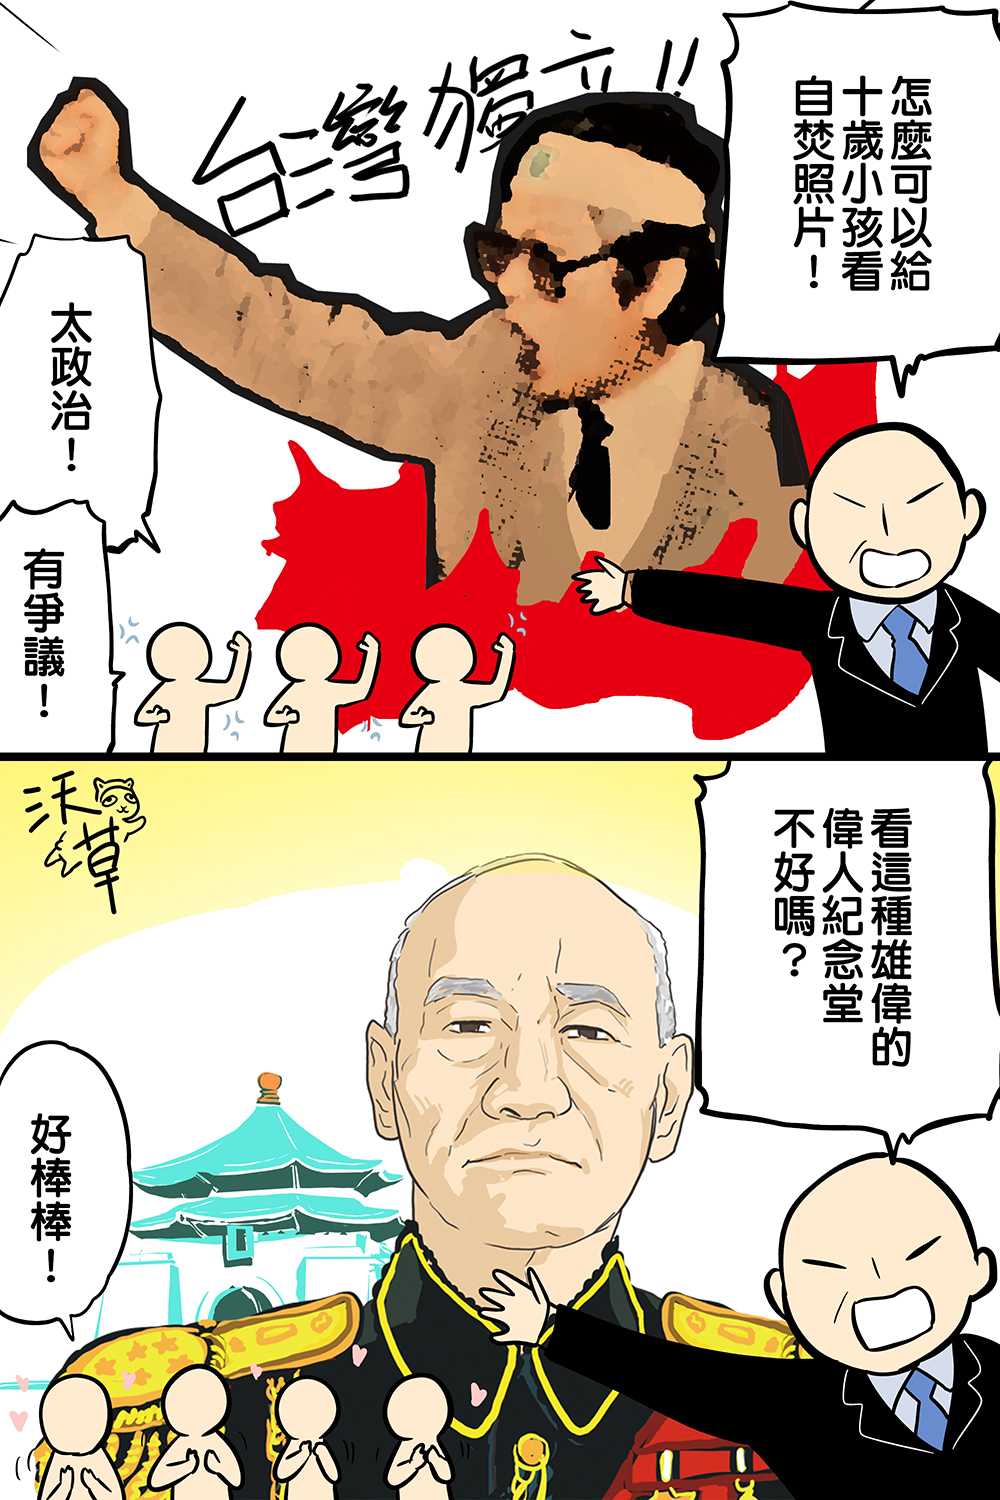 台灣獨立!!
怎麼可以給
十歲小孩看
自焚照片！
太政治！
有爭議！
沃草
看這種雄偉的
偉人紀念堂
不好嗎？
好棒棒！